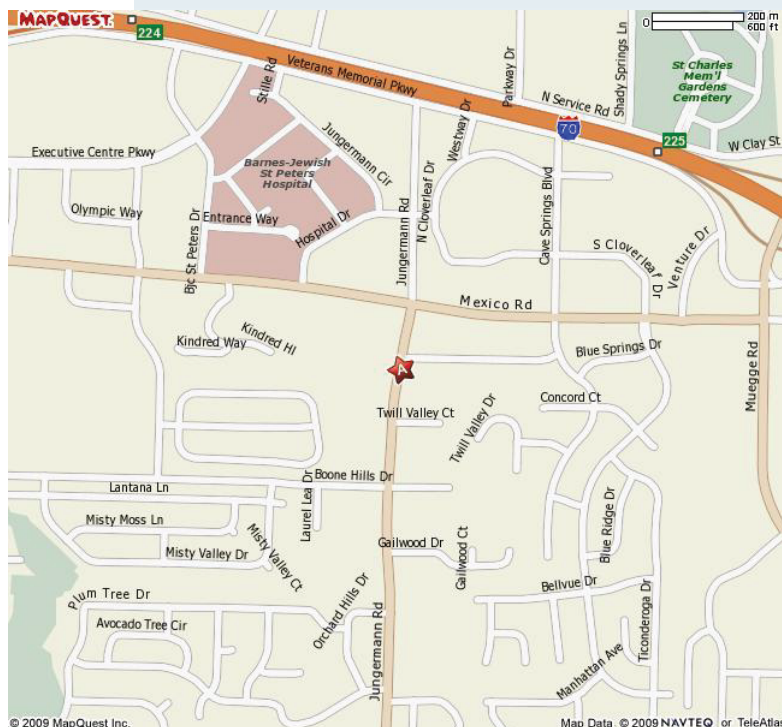 MAPQUEST.
224
0
200 m
600 ft
Stille Rd
Veterans Memorial Pkwy
Parkway Dr
N Service Rd
Shady Springs Ln
St Charles
Mem'l
Gardens
Cemetery
70
225
W Clay St
Executive Centre Pkwy
Barnes-Jewish
St Peters
Hospital
Jungermann Cir
Westway Dr
Olympic Way
Entrance Way
Hospital Dr
Bjc St Peters Dr
Jungermann Rd
N Cloverleaf Dr
Cave Springs Blvd
S Cloverleaf Dr
Venture Dr
Mexico Rd
Kindred Way
Kindred Hl
A
Blue Springs Dr
Muegge Rd
Twill Valley Ct
Twill Valley Dr
Concord Ct
Boone Hills Dr
Lantana Ln
Laurel Lea Dr
Misty Moss Ln
Misty Valley Dr
Misty Valley Ct
Gailwood Dr
Gailwood Ct
Blue Ridge Dr
Bellvue Dr
Plum Tree Dr
Avocado Tree Cir
Orchard Hills Dr
Jungermann Rd
Manhattan Ave
Ticonderoga Dr
© 2009 MapQuest Inc.
Map Data, © 2009 NAVTEQ or TeleAtlas